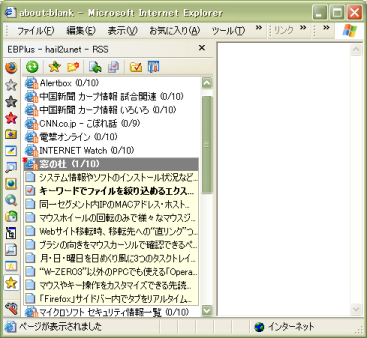 about-blank - Microsoft Internet Explorer
ファイル(F) 編集(E) 表示(V) お気に入り(A) ツール(T) » リンク »
EBPlus - hail2u.net - RSS
Alertbox (0/10)
中国新聞 カープ情報 試合関連 (0/10)
中国新聞 カープ情報 いろいろ (0/10)
CNN.co.jp - こぼれ話 (0/9)
電撃オンライン (0/10)
INTERNET Watch (0/10)
窓の杜 (1/10)
システム情報やソフトのインストール状況など...
キーワードでファイルを絞り込めるエクス...
同一セグメント内IPのMACアドレス・ホスト...
マウスホイールの回転のみで様々なマウスジ...
Webサイト移転時、移転先への"直リンク"つ...
ブラシの向きをマウスカーソルで確認できるペ...
月・日・曜日を日めくり風に3つのタスクトレイ...
"W-ZERO3"以外のPPCでも使える「Opera...
マウスやキー操作をカスタマイズできる先読...
「Firefox」サイドバー内でタブをリアルタイム...
マイクロソフト セキュリティ情報一覧 (0/10)
ページが表示されました インターネット